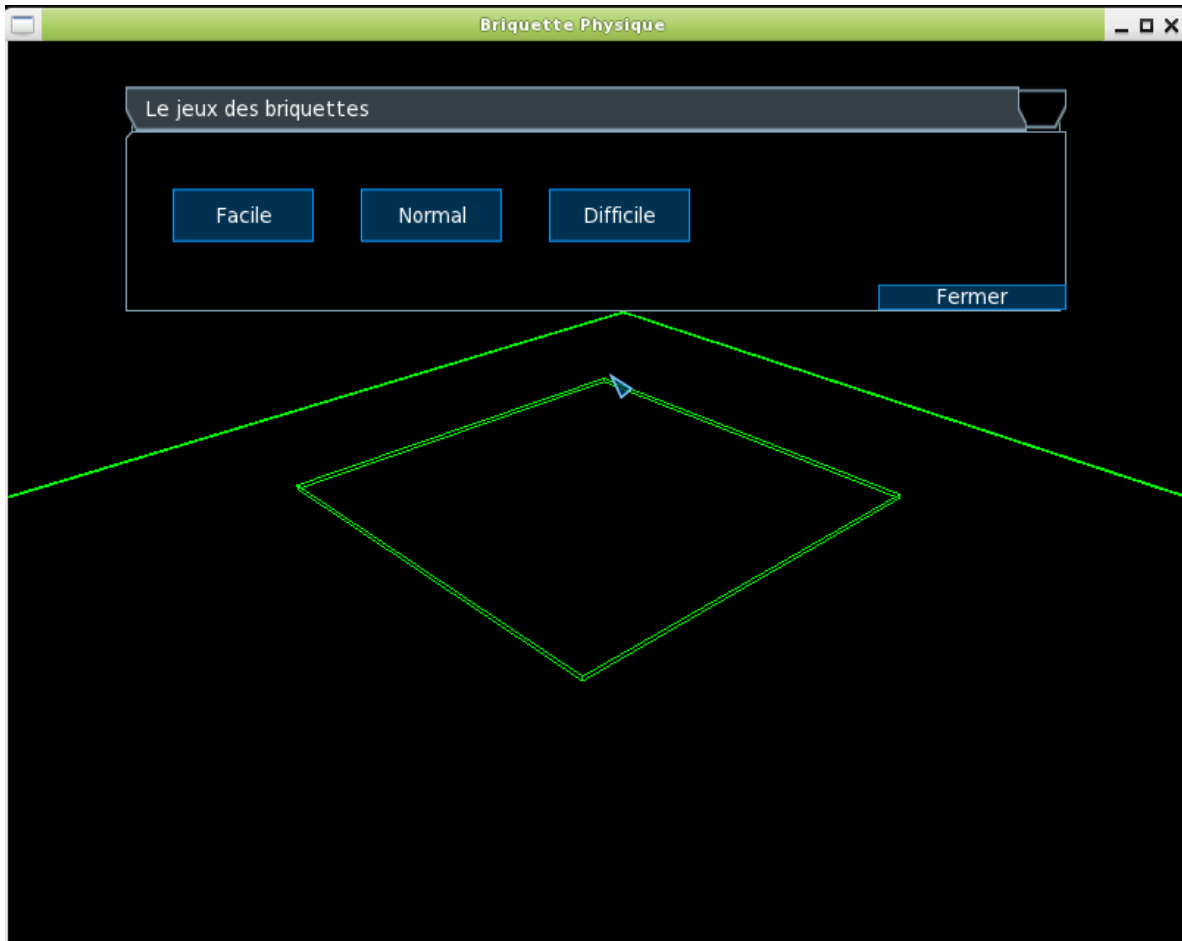 Briquette Physique
Le jeux des briquettes
Facile Normal Difficile
Fermer